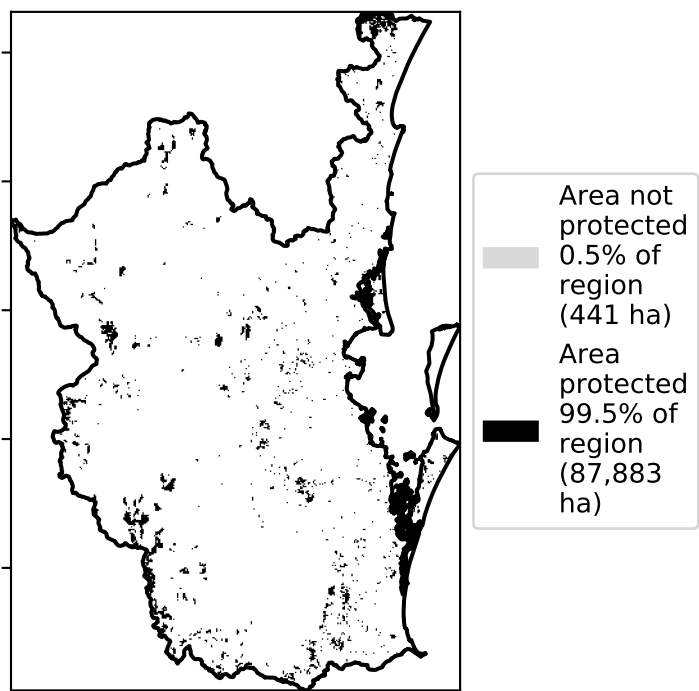 Area not
protected
0.5% of
region
(441 ha)
Area
protected
99.5% of
region
(87,883
ha)